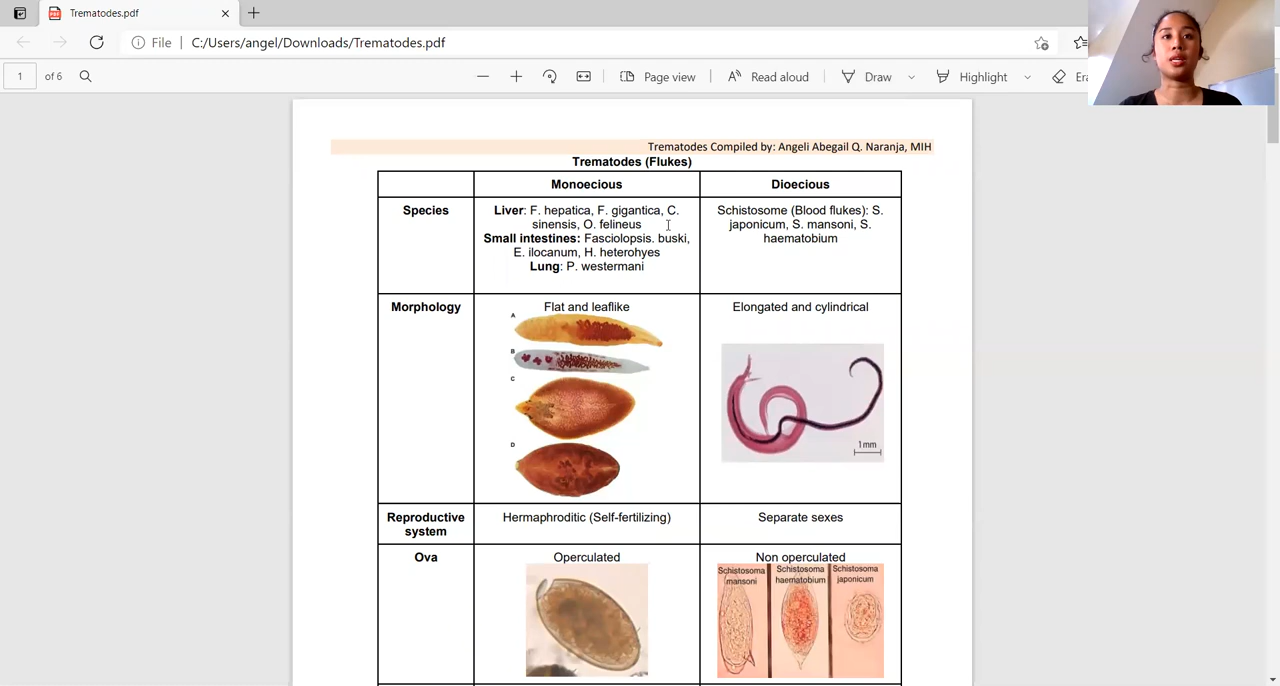 Trematodes.pdf
File
C:/Users/angel/Downloads/Trematodes.pdf
1
of 6
Page view
Read aloud
Draw
Highlight
Era
Trematodes Compiled by: Angeli Abegail Q. Naranja, MIH
Trematodes (Flukes)
Monoecious
Dioecious
Species
Liver: F. hepatica, F. gigantica, C.
sinensis, O. felineus
Small intestines: Fasciolopsis. buski,
E. ilocanum, H. heterohyes
Lung: P. westermani
Schistosome (Blood flukes): S.
japonicum, S. mansoni, S.
haematobium
Morphology
Flat and leaflike
A
B
C
D
Elongated and cylindrical
1mm
Reproductive
system
Hermaphroditic (Self-fertilizing)
Separate sexes
Ova
Operculated
Non operculated
Schistosoma
mansoni
Schistosoma
haematobium
Schistosoma
japonicum